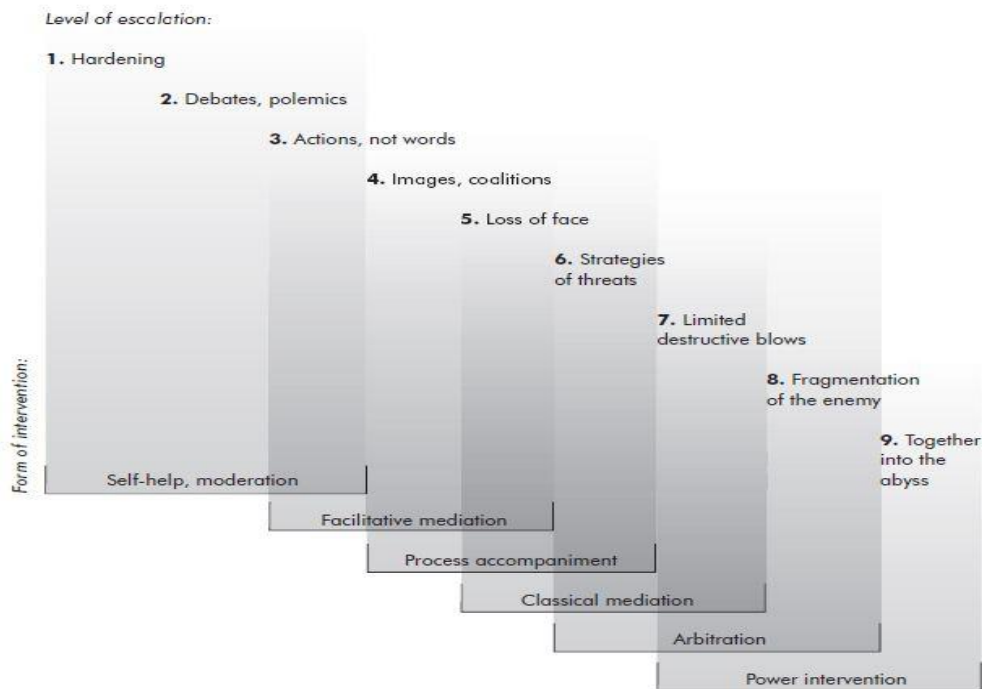 Level of escalation:
1. Hardening
2. Debates, polemics
3. Actions, not words
4. Images, coalitions
5. Loss of face
6. Strategies
of threats
7. Limited
destructive blows
8. Fragmentation
of the enemy
9. Together
into the
abyss
Form of intervention:
Self-help, moderation
Facilitative mediation
Process accompaniment
Classical mediation
Arbitration
Power intervention